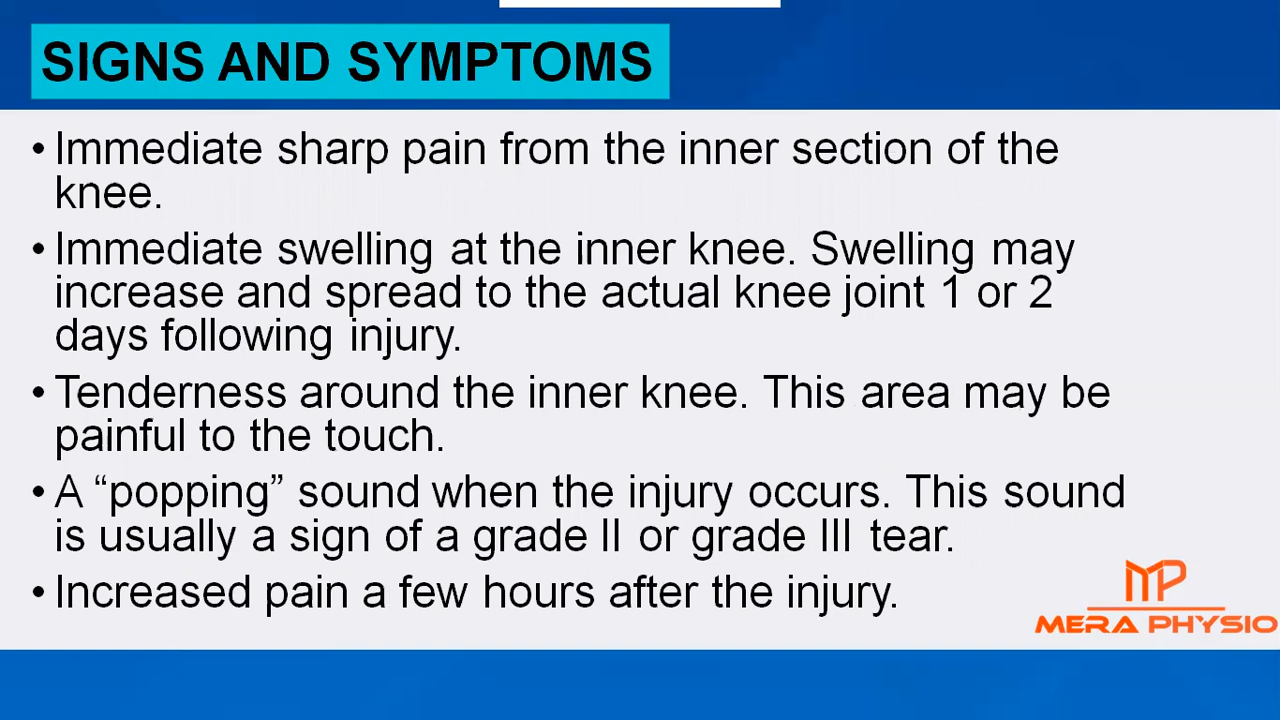 SIGNS AND SYMPTOMS
• Immediate sharp pain from the inner section of the
knee.
• Immediate swelling at the inner knee. Swelling may
increase and spread to the actual knee joint 1 or 2
days following injury.
• Tenderness around the inner knee. This area may be
painful to the touch.
• A “popping” sound when the injury occurs. This sound
is usually a sign of a grade II or grade III tear.
• Increased pain a few hours after the injury.
MP
MERA PHYSIO